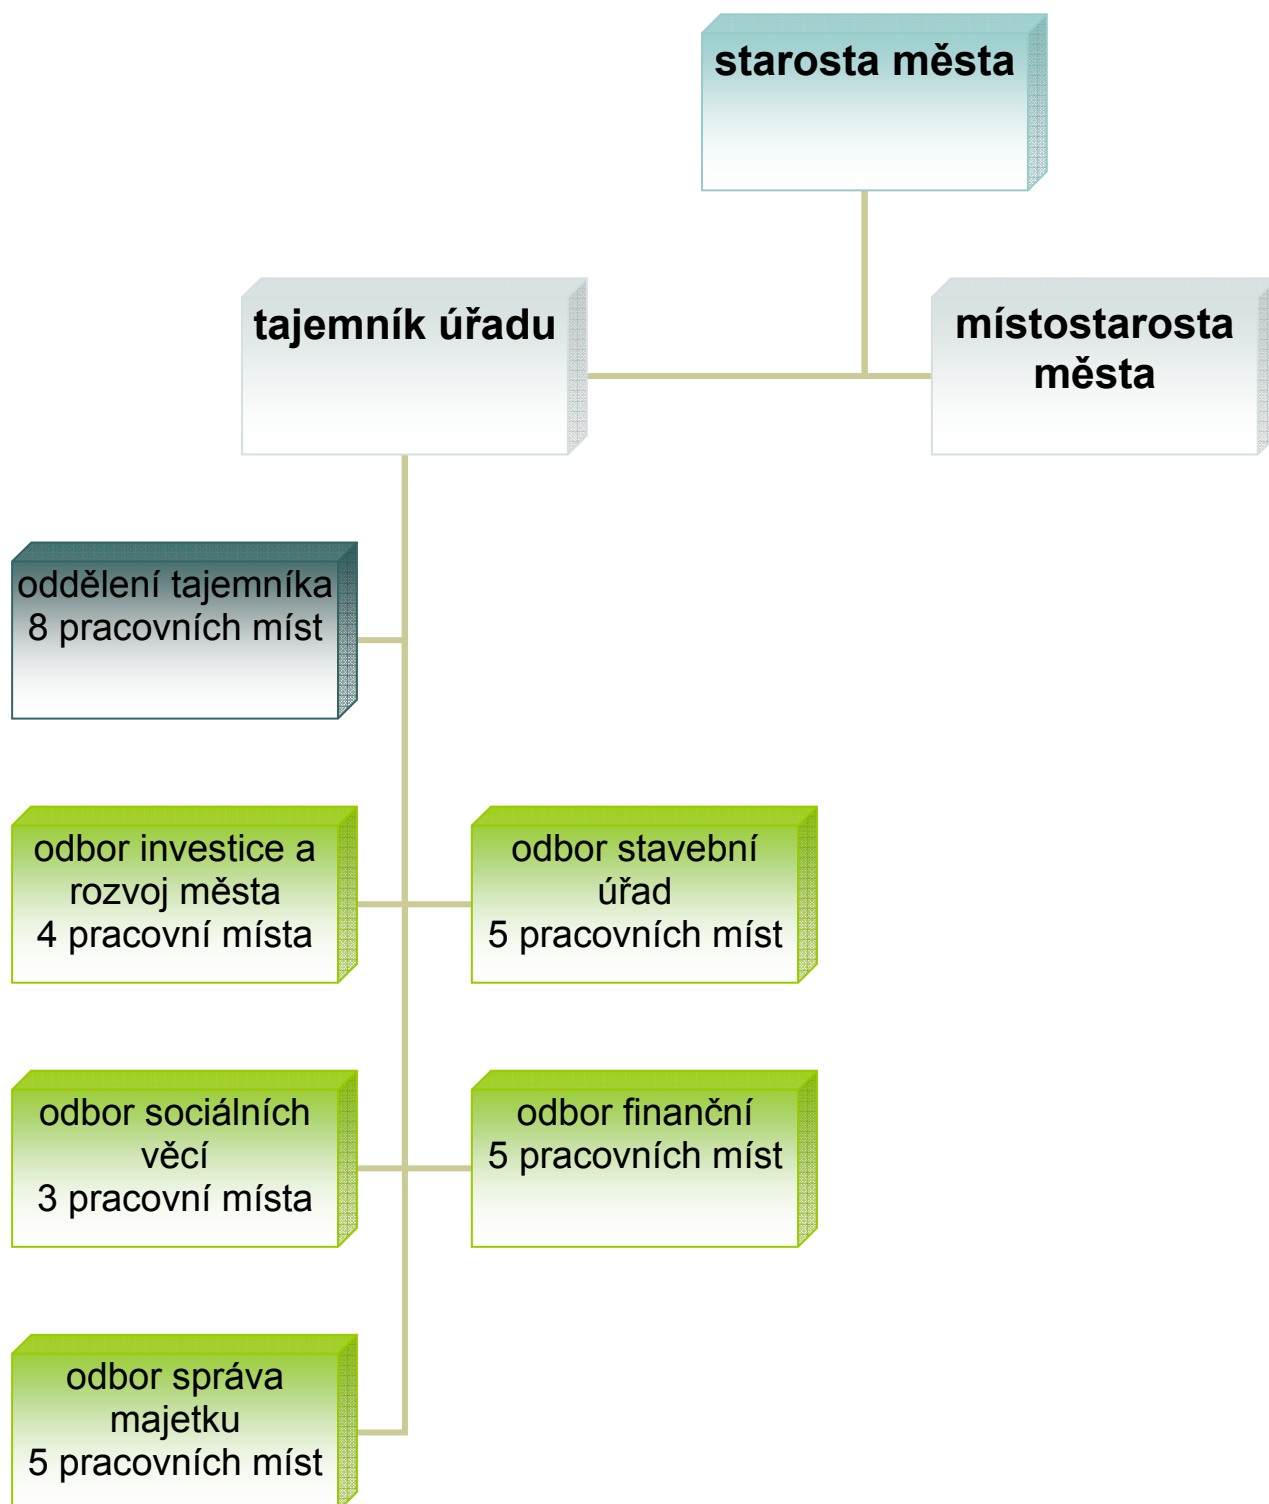 starosta města
tajemník úřadu
místostarosta
města
oddělení tajemníka
8 pracovních míst
odbor investice a
rozvoj města
4 pracovní místa
odbor stavební
úřad
5 pracovních míst
odbor sociálních
věcí
3 pracovní místa
odbor finanční
5 pracovních míst
odbor správa
majetku
5 pracovních míst